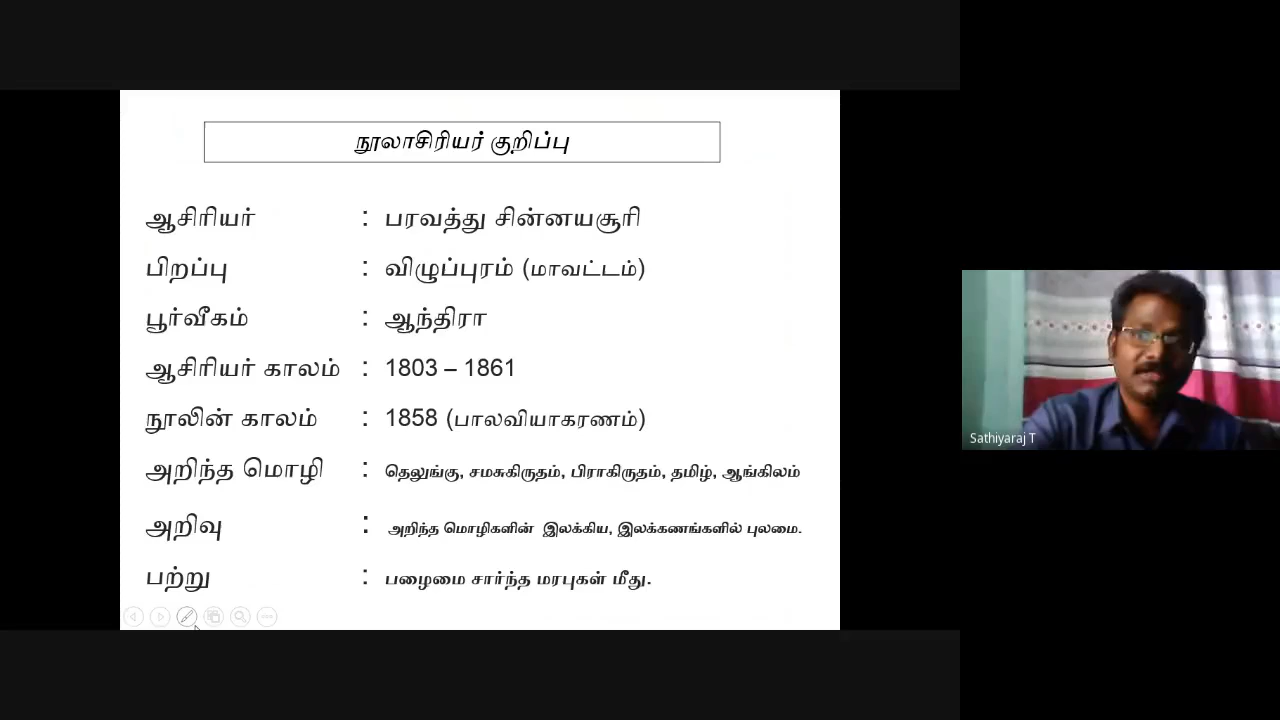 நூலாசிரியர் குறிப்பு
ஆசிரியர் : பரவத்து சின்னயசூரி
பிறப்பு : விழுப்புரம் (மாவட்டம்)
பூர்வீகம் : ஆந்திரா
ஆசிரியர் காலம் : 1803 – 1861
நூலின் காலம் : 1858 (பாலவியாகரணம்)
அறிந்த மொழி : தெலுங்கு, சமசுகிருதம், பிராகிருதம், தமிழ், ஆங்கிலம்
அறிவு : அறிந்த மொழிகளின் இலக்கிய, இலக்கணங்களில் புலமை.
பற்று : பழைமை சார்ந்த மரபுகள் மீது.
Sathiyaraj T